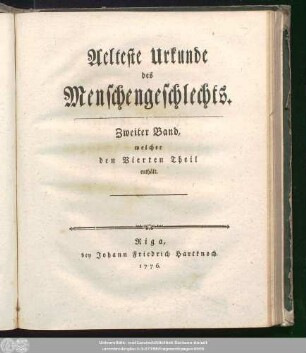 Aelteste Urkunde
des
Menschengeschlechts.
Zweiter Band,
welcher
den Vierten Theil
enthält.
Riga,
bey Johann Friedrich Hartknoch
1776.